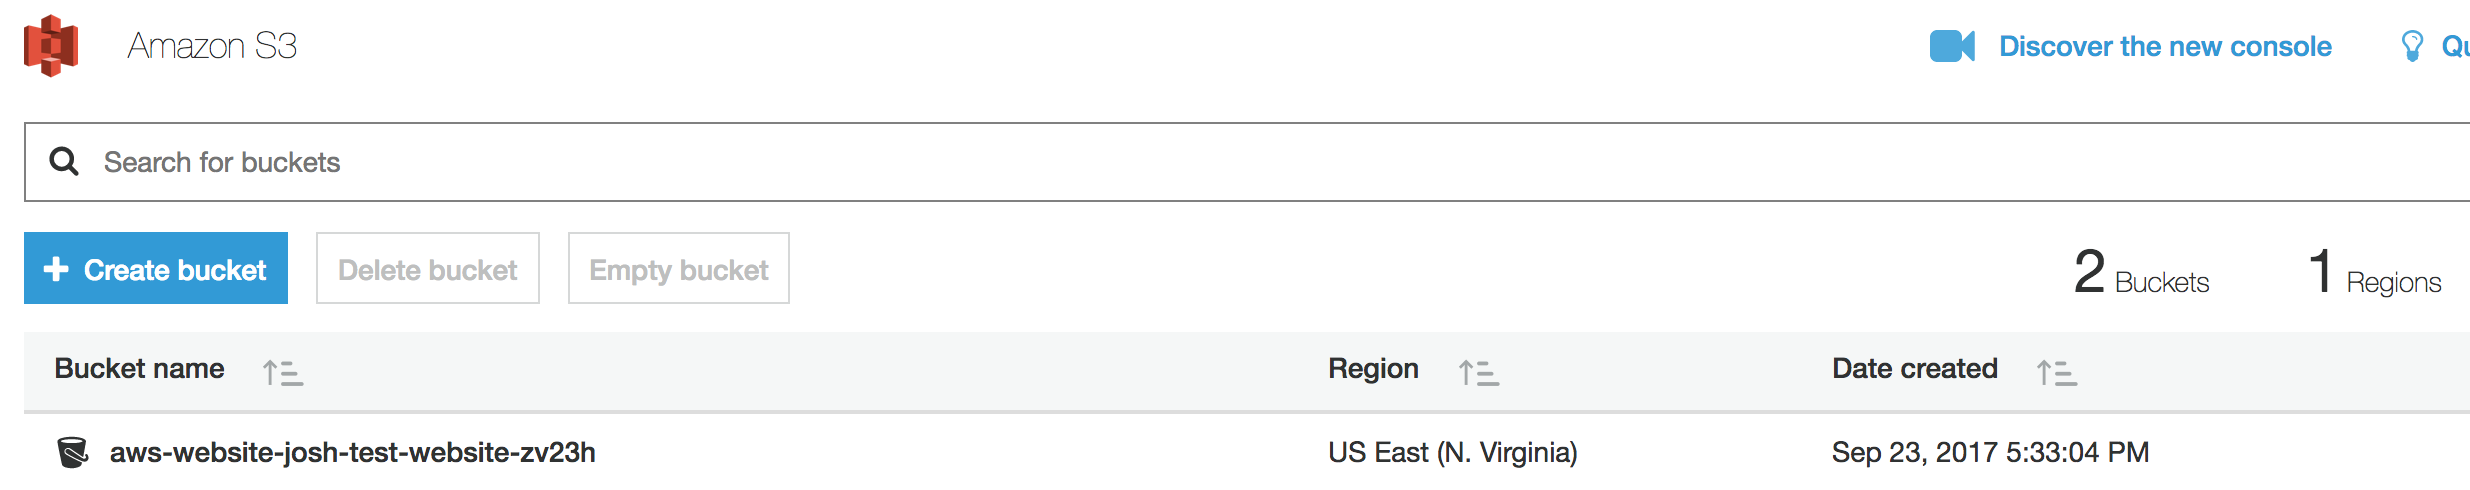 Amazon S3
Discover the new console
Search for buckets
Create bucket
Delete bucket
Empty bucket
2 Buckets
1 Regions
Bucket name
Region
Date created
aws-website-josh-test-website-zv23h
US East (N. Virginia)
Sep 23, 2017 5:33:04 PM